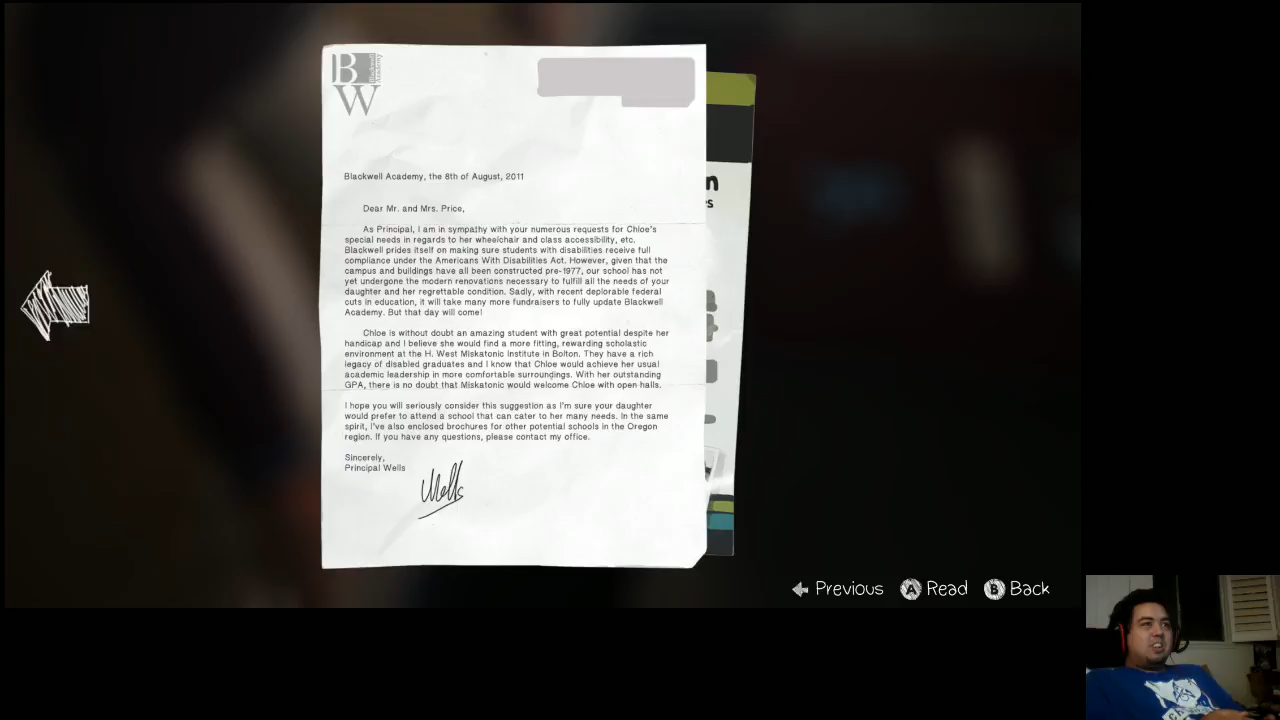 B
W
Blackwell
Academy
Blackwell Academy, the 8th of August, 2011
Dear Mr. and Mrs. Price,
As Principal, I am in sympathy with your numerous requests for Chloe's
special needs in regards to her wheelchair and class accessibility, etc.
Blackwell prides itself on making sure students with disabilities receive full
compliance under the Americans With Disabilities Act. However, given that the
campus and buildings have all been constructed pre-1977, our school has not
yet undergone the modern renovations necessary to fulfill all the needs of your
daughter and her regrettable condition. Sadly, with recent deplorable federal
cuts in education, it will take many more fundraisers to fully update Blackwell
Academy. But that day will come!
Chloe is without doubt an amazing student with great potential despite her
handicap and I believe she would find a more fitting, rewarding scholastic
environment at the H. West Miskatonic Institute in Bolton. They have a rich
legacy of disabled graduates and I know that Chloe would achieve her usual
academic leadership in more comfortable surroundings. With her outstanding
GPA, there is no doubt that Miskatonic would welcome Chloe with open halls.
I hope you will seriously consider this suggestion as I'm sure your daughter
would prefer to attend a school that can cater to her many needs. In the same
spirit, I've also enclosed brochures for other potential schools in the Oregon
region. If you have any questions, please contact my office.
Sincerely,
Principal Wells
Wells
Previous A Read B Back